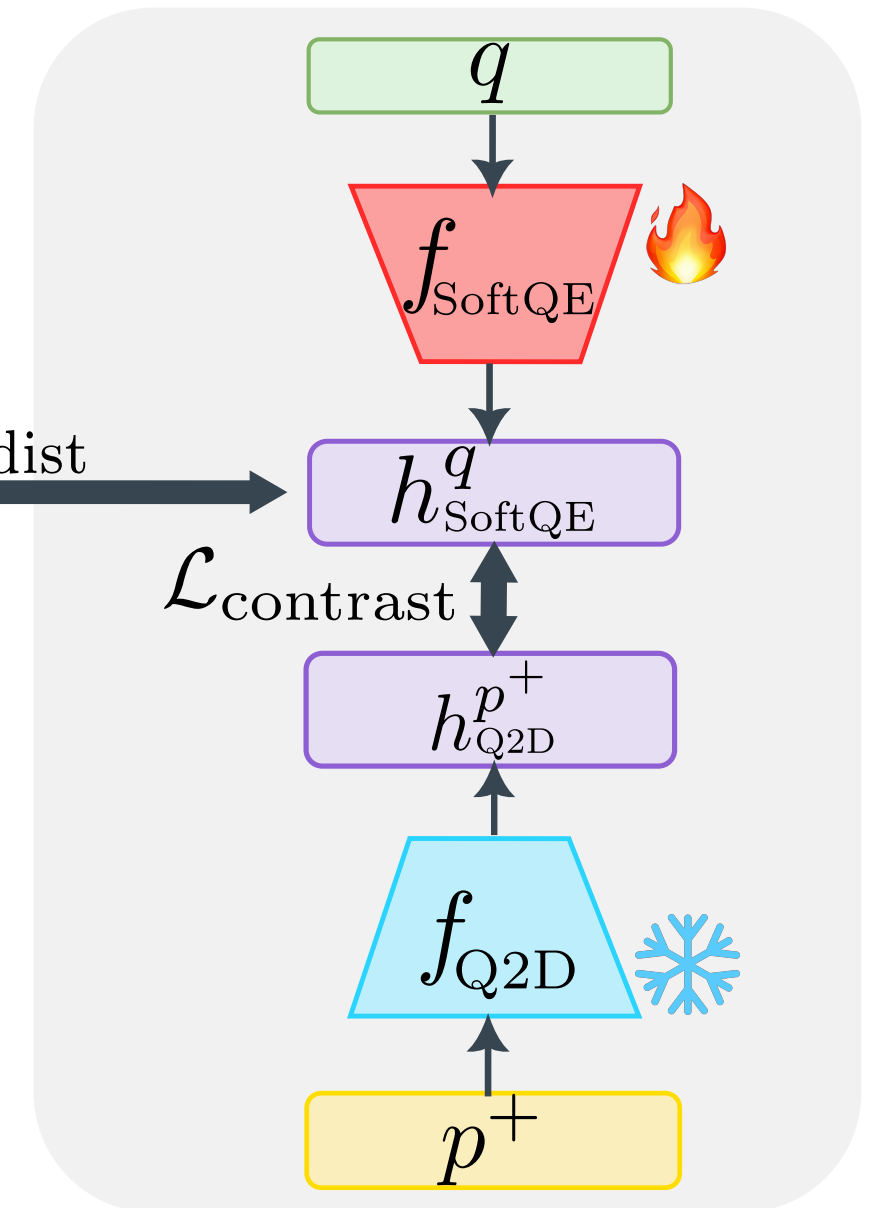 q
f_SoftQE
dist
h^q_SoftQE
ℒ_contrast
h^{p^+}_Q2D
f_Q2D
p^+